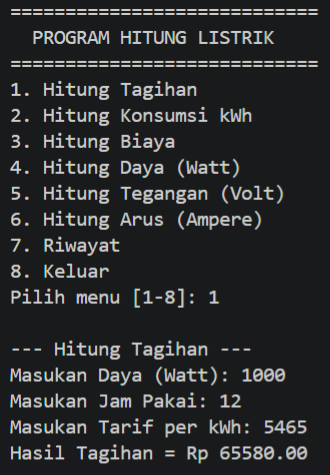 ============================
PROGRAM HITUNG LISTRIK
============================
1. Hitung Tagihan
2. Hitung Konsumsi kWh
3. Hitung Biaya
4. Hitung Daya (Watt)
5. Hitung Tegangan (Volt)
6. Hitung Arus (Ampere)
7. Riwayat
8. Keluar
Pilih menu [1-8]: 1

--- Hitung Tagihan ---
Masukan Daya (Watt): 1000
Masukan Jam Pakai: 12
Masukan Tarif per kWh: 5465
Hasil Tagihan = Rp 65580.00